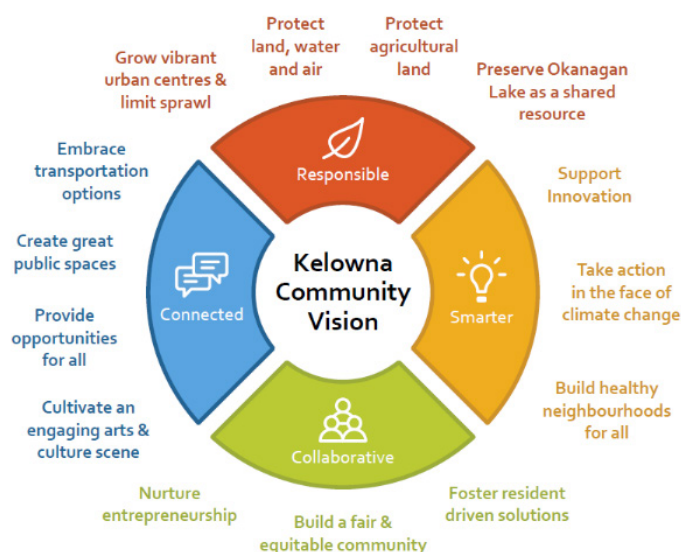 Protect
land, water
and air
Protect
agricultural
land
Grow vibrant
urban centres &
limit sprawl
Preserve Okanagan
Lake as a shared
resource
Responsible
Embrace
transportation
options
Create great
public spaces
Provide
opportunities
for all
Cultivate an
engaging arts &
culture scene
Connected
Kelowna
Community
Vision
Smarter
Support
Innovation
Take action
in the face of
climate change
Build healthy
neighbourhoods
for all
Collaborative
Nurture
entrepreneurship
Build a fair &
equitable community
Foster resident
driven solutions